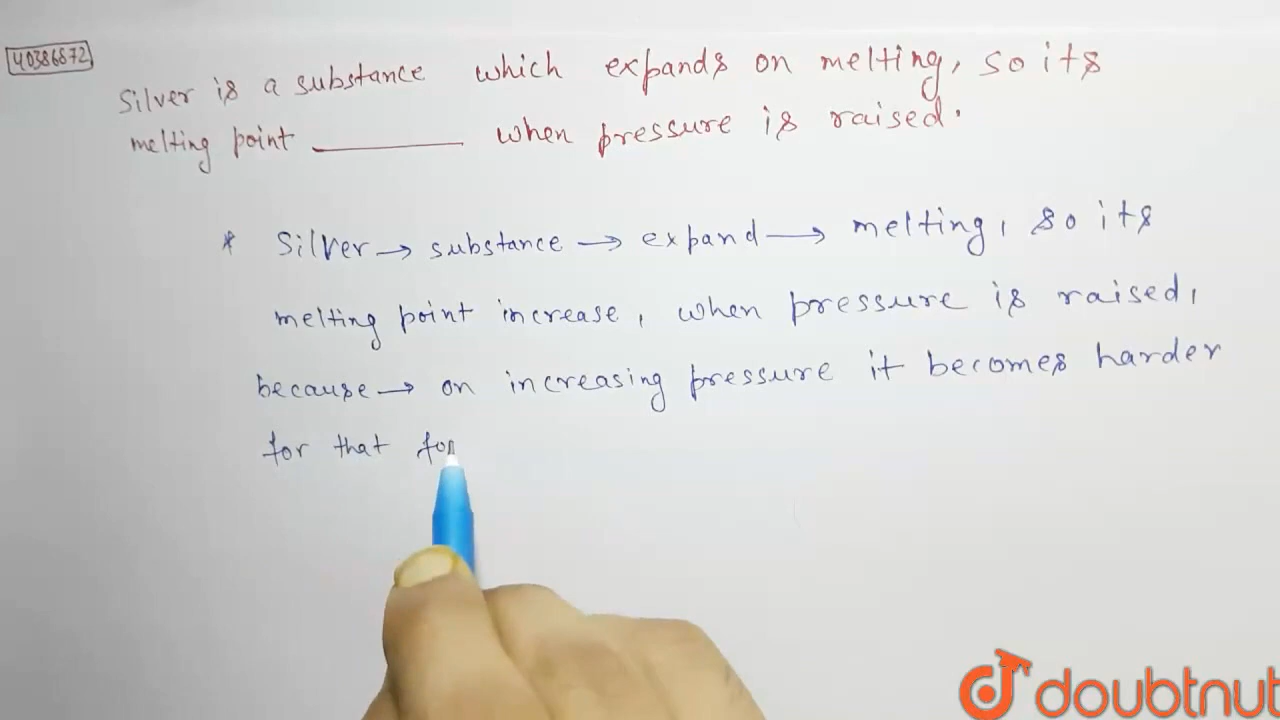 40386872
Silver is a substance which expands on melting, so its
melting point ______ when pressure is raised.
* Silver → substance → expand → melting, so its
melting point increase, when pressure is raised,
because → on increasing pressure it becomes harder
for that for
doubtnut